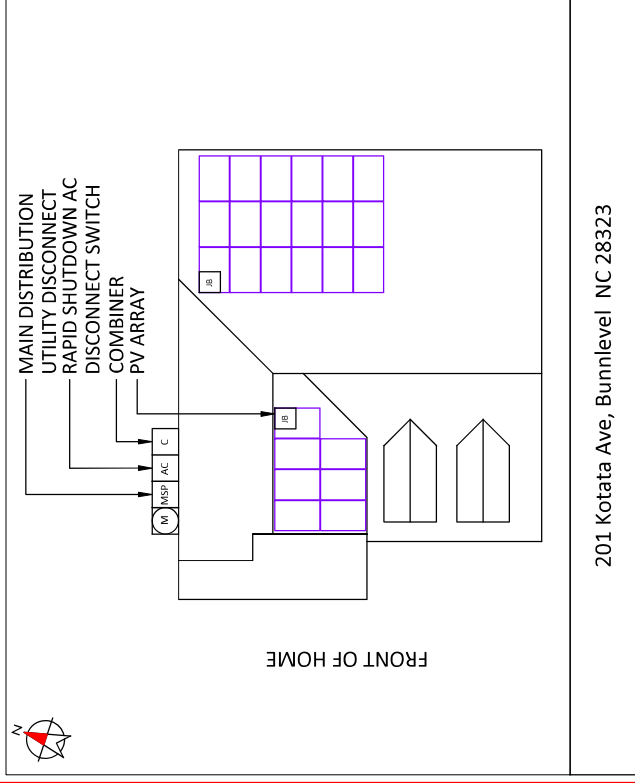 MAIN DISTRIBUTION
UTILITY DISCONNECT
RAPID SHUTDOWN AC
DISCONNECT SWITCH
COMBINER
PV ARRAY
M
MSP
AC
C
JB
JB
FRONT OF HOME
N
201 Kotata Ave, Bunnlevel NC 28323